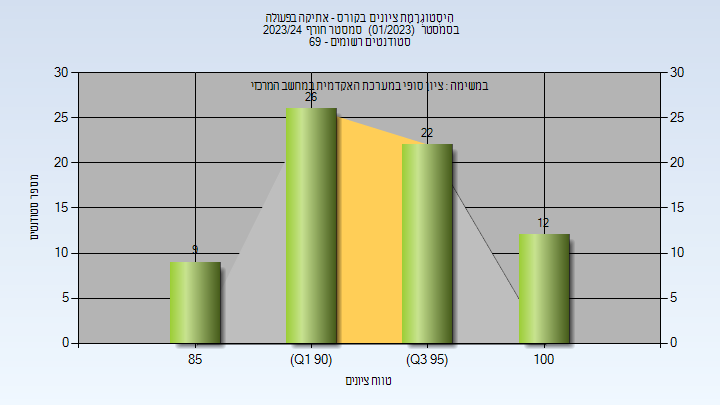 היסטוגרמת ציונים בקורס - אתיקה בפעולה
בסמסטר (01/2023) סמסטר חורף 2023/24
סטודנטים רשומים - 69
במשימה : ציון סופי במערכת האקדמית במחשב המרכזי
30 30
25 25
20 20
15 15
10 10
5 5
0 0
9
26
22
12
מספר סטודנטים
85 (Q1 90) (Q3 95) 100
טווח ציונים